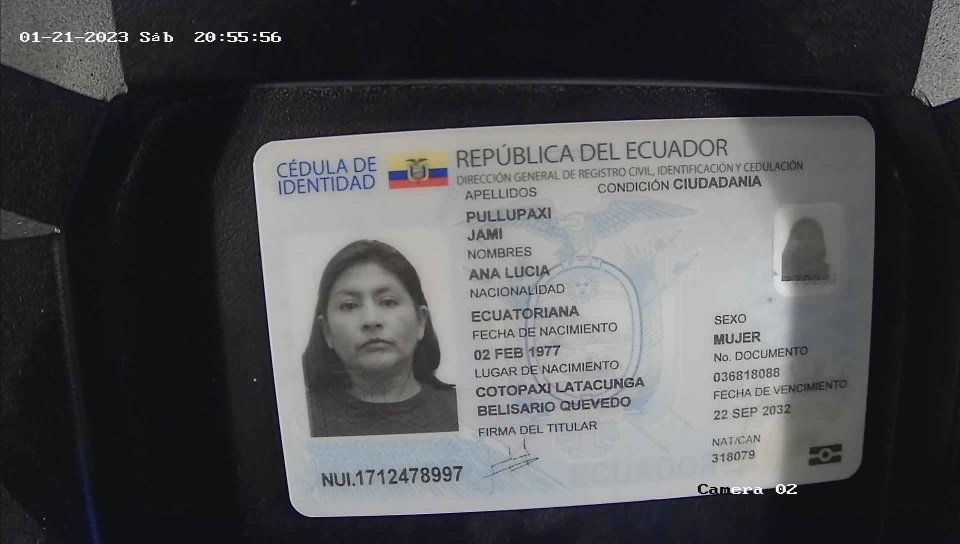 01-21-2023 Sáb 20:55:56
CÉDULA DE
IDENTIDAD
REPÚBLICA DEL ECUADOR
DIRECCIÓN GENERAL DE REGISTRO CIVIL, IDENTIFICACIÓN Y CEDULACIÓN
APELLIDOS
CONDICIÓN CIUDADANIA
PULLUPAXI
JAMI
NOMBRES
ANA LUCIA
NACIONALIDAD
ECUATORIANA
FECHA DE NACIMIENTO
02 FEB 1977
LUGAR DE NACIMIENTO
COTOPAXI LATACUNGA
BELISARIO QUEVEDO
FIRMA DEL TITULAR
SEXO
MUJER
No. DOCUMENTO
036818088
FECHA DE VENCIMIENTO
22 SEP 2032
NAT/CAN
318079
NUI.1712478997
ECUADOR
Camera 02